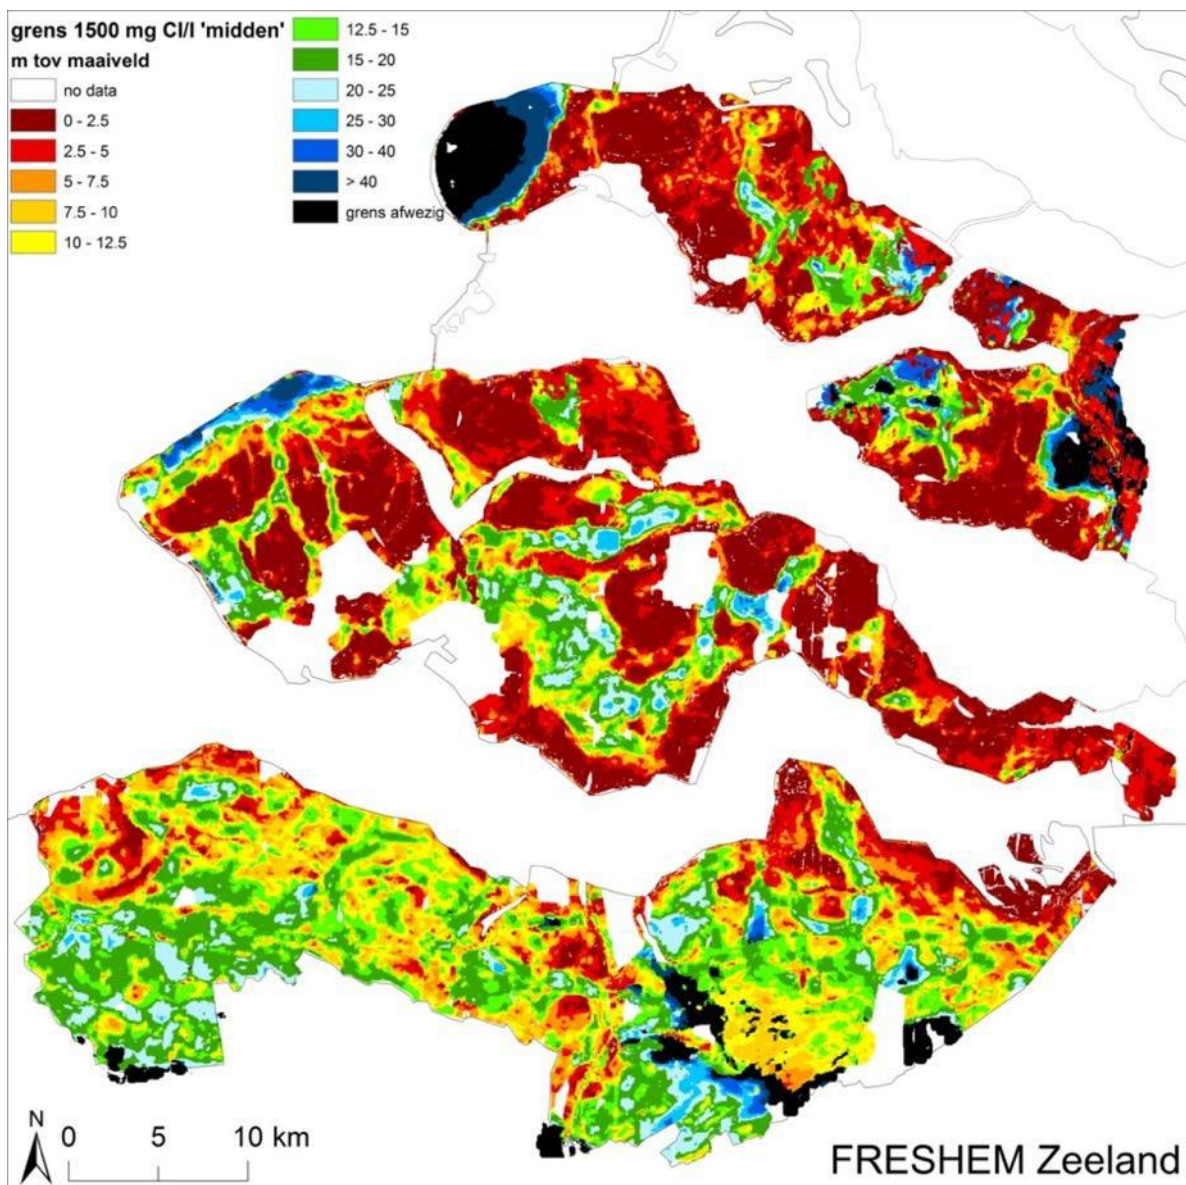 grens 1500 mg Cl/l 'midden'
m tov maaiveld
no data
0 - 2.5
2.5 - 5
5 - 7.5
7.5 - 10
10 - 12.5
12.5 - 15
15 - 20
20 - 25
25 - 30
30 - 40
> 40
grens afwezig
N
0 5 10 km
FRESHEM Zeeland